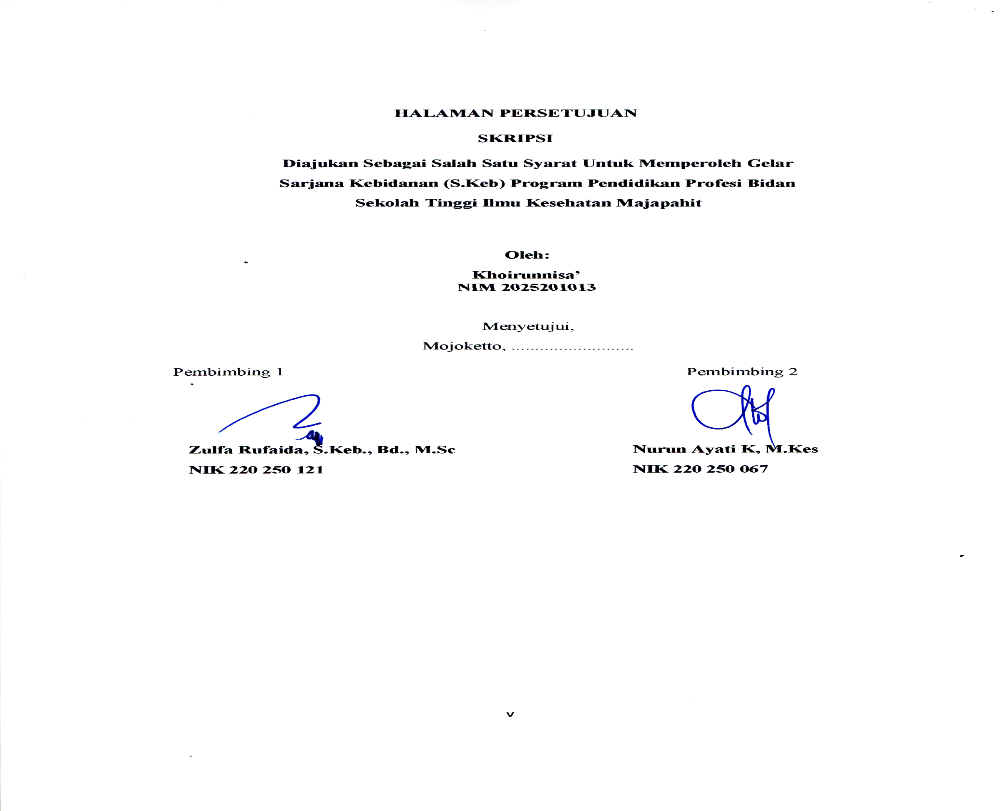 HALAMAN PERSETUJUAN
SKRIPSI
Diajukan Sebagai Salah Satu Syarat Untuk Memperoleh Gelar
Sarjana Kebidanan (S.Keb) Program Pendidikan Profesi Bidan
Sekolah Tinggi Ilmu Kesehatan Majapahit
Oleh:
Khoirunnisa’
NIM 2025201013
Menyetujui,
Mojoketto, ..........................
Pembimbing 1
Pembimbing 2
Zulfa Rufaida, S.Keb., Bd., M.Sc
Nurun Ayati K, M.Kes
NIK 220 250 121
NIK 220 250 067
v